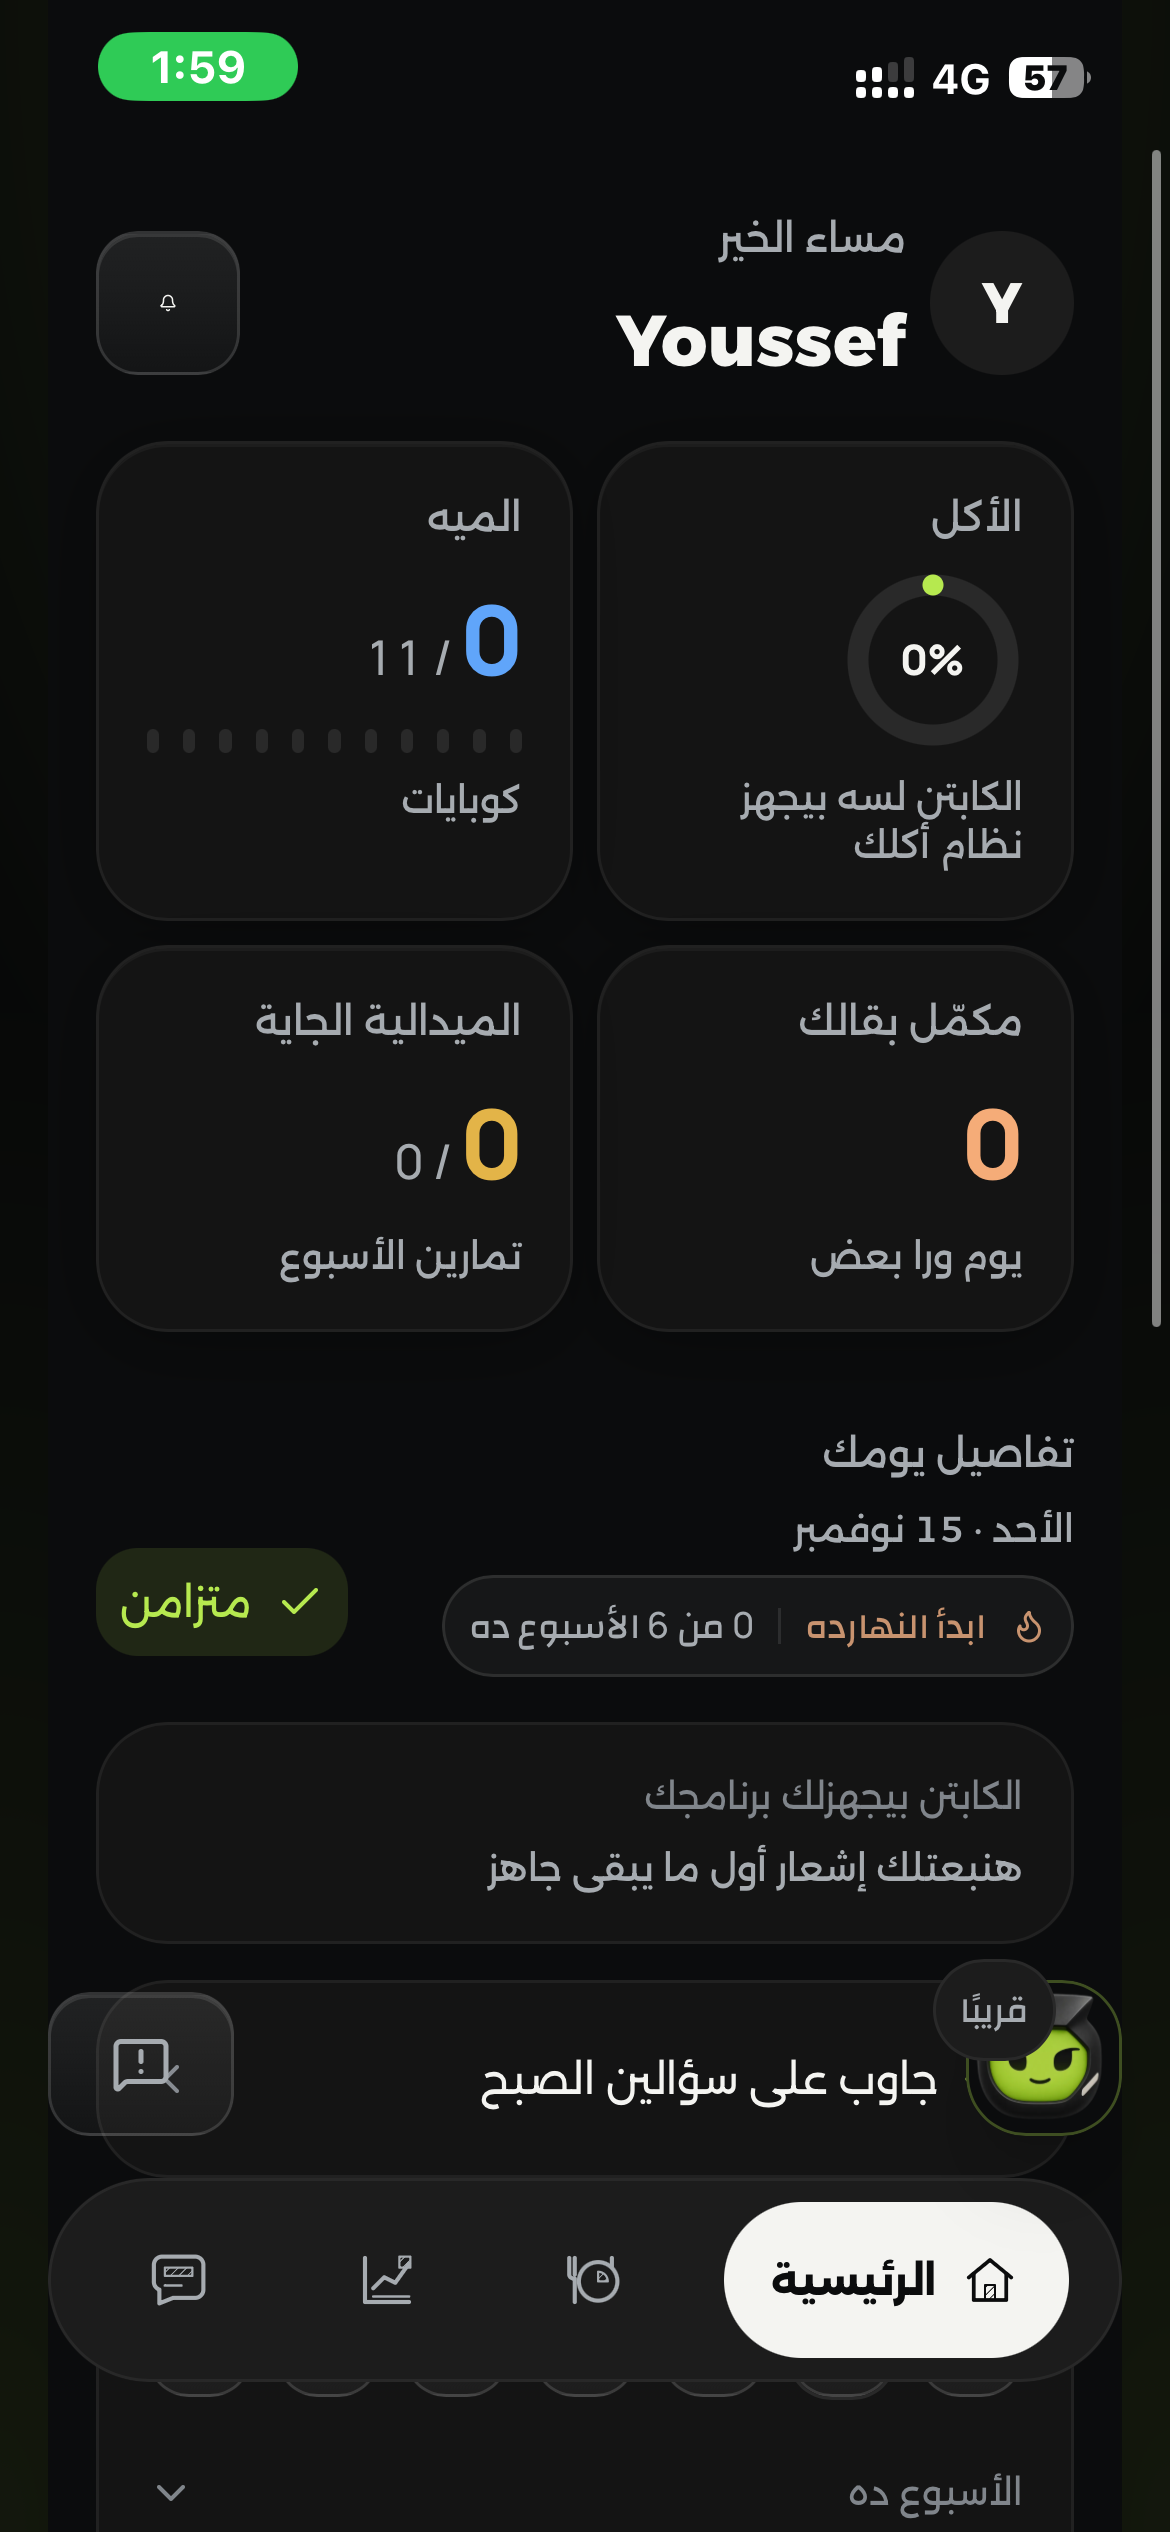 1:59
4G 57
مساء الخير
Youssef
Y
الأكل
0%
الكابتن لسه بيجهز
نظام أكلك
الميه
0 / 11
كوبايات
مكمّل بقالك
0
يوم ورا بعض
الميدالية الجاية
0 / 0
تمارين الأسبوع
تفاصيل يومك
الأحد · 15 نوفمبر
ابدأ النهارده | 0 من 6 الأسبوع ده
متزامن
الكابتن بيجهزلك برنامجك
هنبعتلك إشعار أول ما يبقى جاهز
قريبًا
جاوب على سؤالين الصبح
الرئيسية
الأسبوع ده